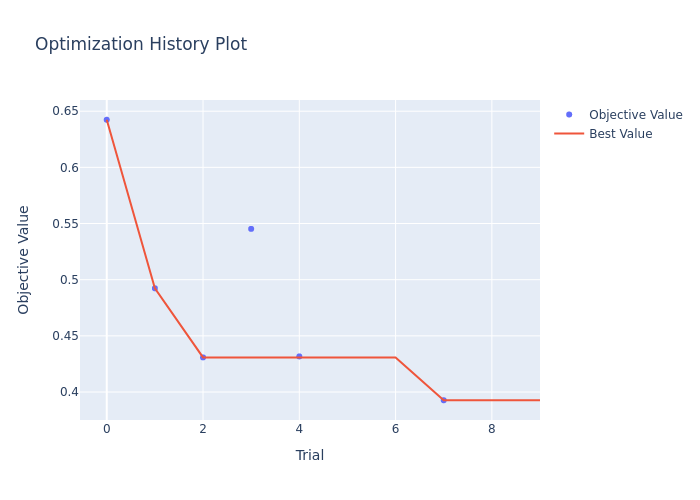 Optimization History Plot
Objective Value
Best Value
Objective Value
0.65
0.6
0.55
0.5
0.45
0.4
0 2 4 6 8
Trial